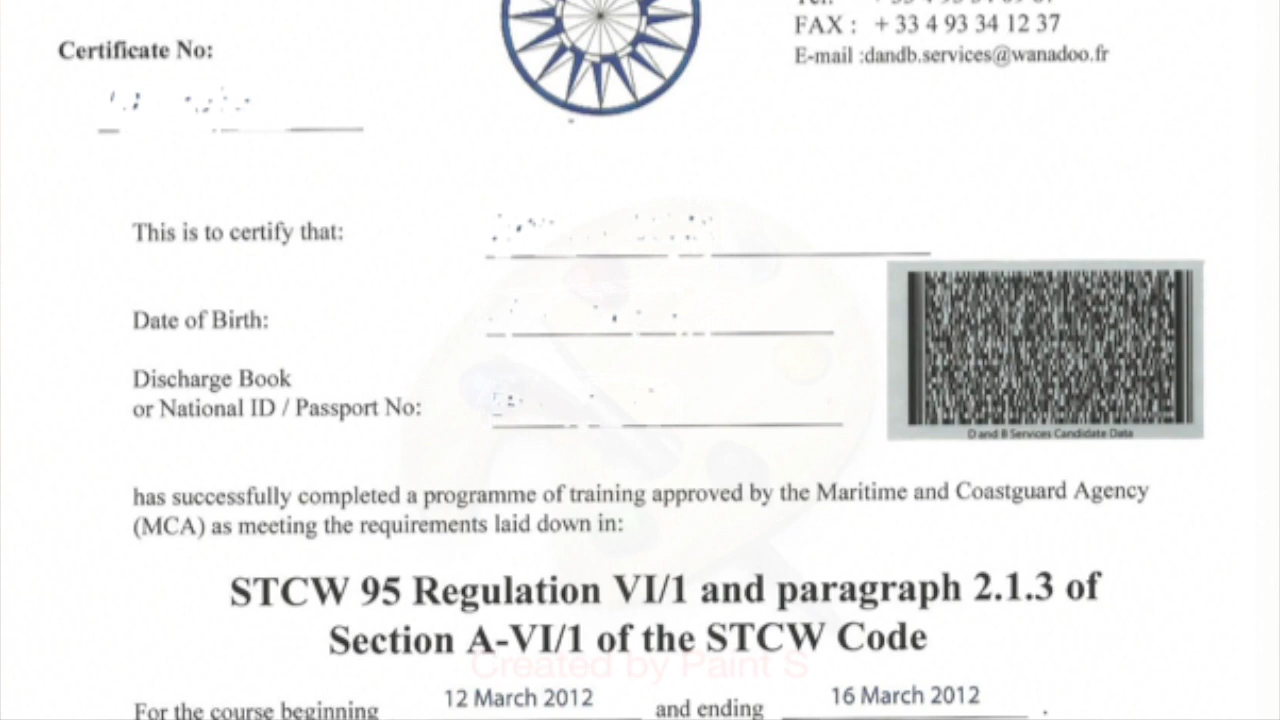 FAX : + 33 4 93 34 12 37
Certificate No:
E-mail :dandb.services@wanadoo.fr
This is to certify that:
Date of Birth:
Discharge Book
or National ID / Passport No:
D and B Services Candidate Data
has successfully completed a programme of training approved by the Maritime and Coastguard Agency
(MCA) as meeting the requirements laid down in:
STCW 95 Regulation VI/1 and paragraph 2.1.3 of
Section A-VI/1 of the STCW Code
Created by Paint S
For the course beginning 12 March 2012 and ending 16 March 2012 .